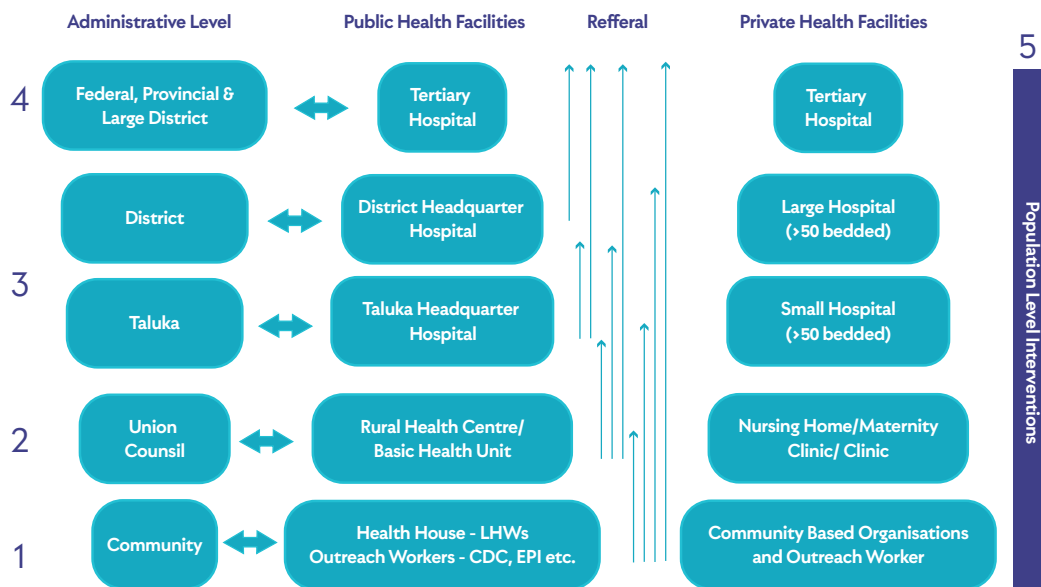 Administrative Level
Public Health Facilities
Refferal
Private Health Facilities
5
4
Federal, Provincial &
Large District
Tertiary
Hospital
Tertiary
Hospital
District
District Headquarter
Hospital
Large Hospital
(>50 bedded)
3
Taluka
Taluka Headquarter
Hospital
Small Hospital
(>50 bedded)
2
Union
Counsil
Rural Health Centre/
Basic Health Unit
Nursing Home/Maternity
Clinic/ Clinic
1
Community
Health House - LHWs
Outreach Workers - CDC, EPI etc.
Community Based Organisations
and Outreach Worker
Population Level Interventions